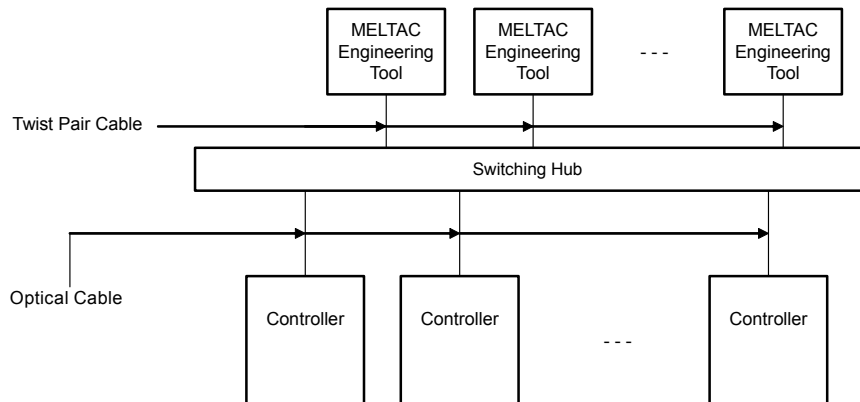 MELTAC
Engineering
Tool
MELTAC
Engineering
Tool
- - -
MELTAC
Engineering
Tool
Twist Pair Cable
Switching Hub
Optical Cable
Controller
Controller
- - -
Controller